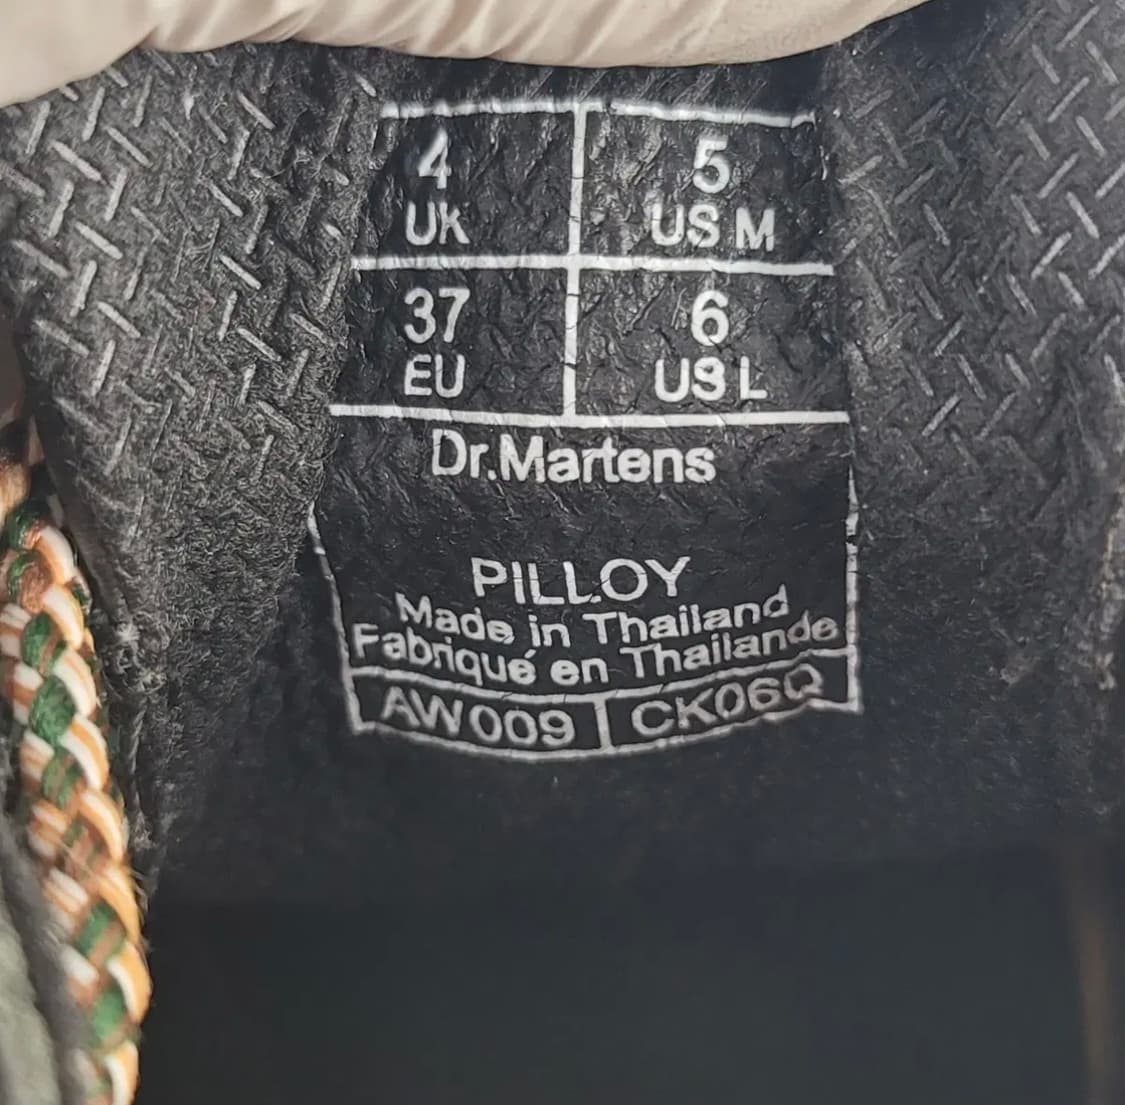 4 5
UK US M
37 6
EU US L
Dr.Martens
PILLOY
Made in Thailand
Fabriqué en Thailande
AW009 CK06Q